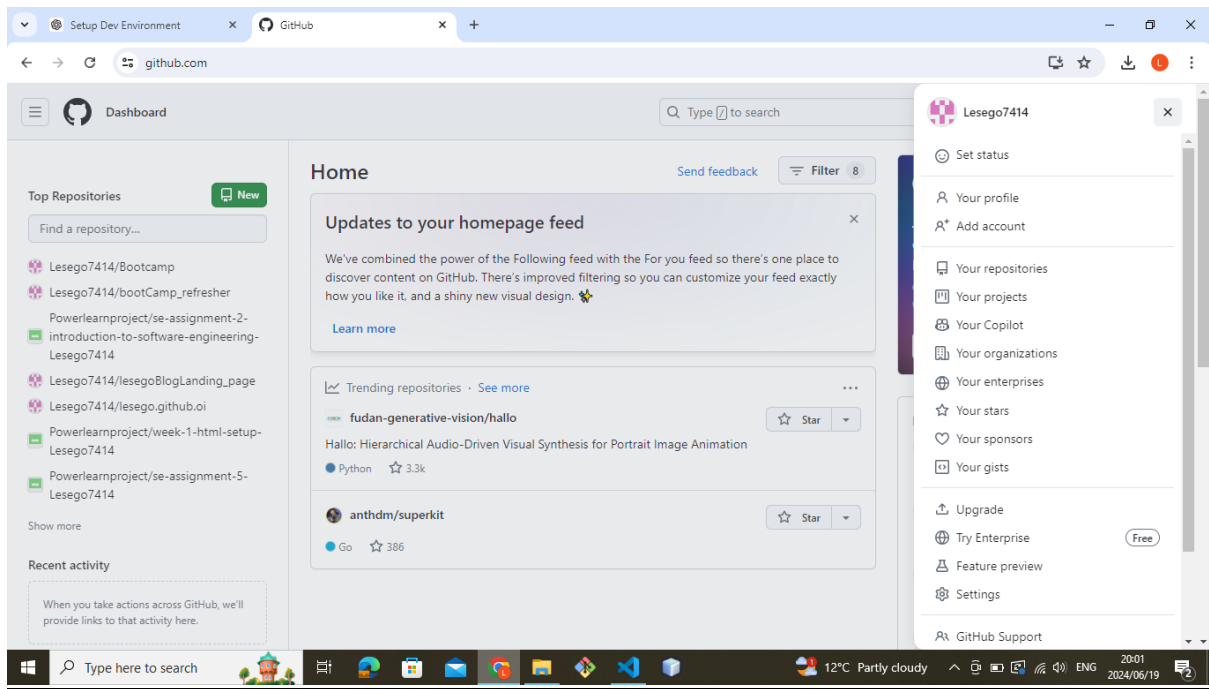 Setup Dev Environment
GitHub
github.com
L
Dashboard
Type / to search
Lesego7414
Set status
Your profile
Add account
Your repositories
Your projects
Your Copilot
Your organizations
Your enterprises
Your stars
Your sponsors
Your gists
Upgrade
Try Enterprise
Free
Feature preview
Settings
GitHub Support
Top Repositories
New
Find a repository...
Lesego7414/Bootcamp
Lesego7414/bootCamp_refresher
Powerlearnproject/se-assignment-2-
introduction-to-software-engineering-
Lesego7414
Lesego7414/lesegoBlogLanding_page
Lesego7414/lesego.github.oi
Powerlearnproject/week-1-html-setup-
Lesego7414
Powerlearnproject/se-assignment-5-
Lesego7414
Show more
Recent activity
When you take actions across GitHub, we'll
provide links to that activity here.
Home
Send feedback
Filter 8
Updates to your homepage feed
We've combined the power of the Following feed with the For you feed so there's one place to
discover content on GitHub. There's improved filtering so you can customize your feed exactly
how you like it, and a shiny new visual design.
Learn more
Trending repositories · See more
fudan-generative-vision/hallo
Star
Hallo: Hierarchical Audio-Driven Visual Synthesis for Portrait Image Animation
Python 3.3k
anthdm/superkit
Star
Go 386
Type here to search
12°C Partly cloudy
ENG
20:01
2024/06/19
2